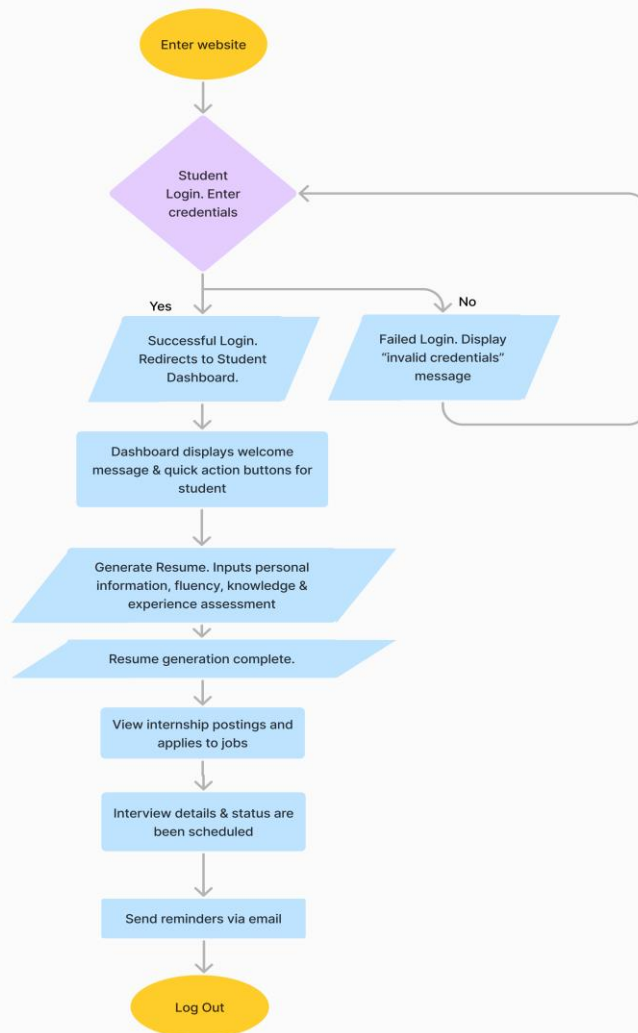 Enter website
Student
Login. Enter
credentials
Yes
No
Successful Login.
Redirects to Student
Dashboard.
Failed Login. Display
"invalid credentials"
message
Dashboard displays welcome
message & quick action buttons for
student
Generate Resume. Inputs personal
information, fluency, knowledge &
experience assessment
Resume generation complete.
View internship postings and
applies to jobs
Interview details & status are
been scheduled
Send reminders via email
Log Out